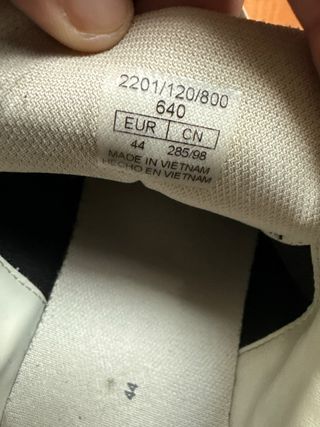 2201/120/800
640
EUR CN
44 285/98
MADE IN VIETNAM
HECHO EN VIETNAM
44